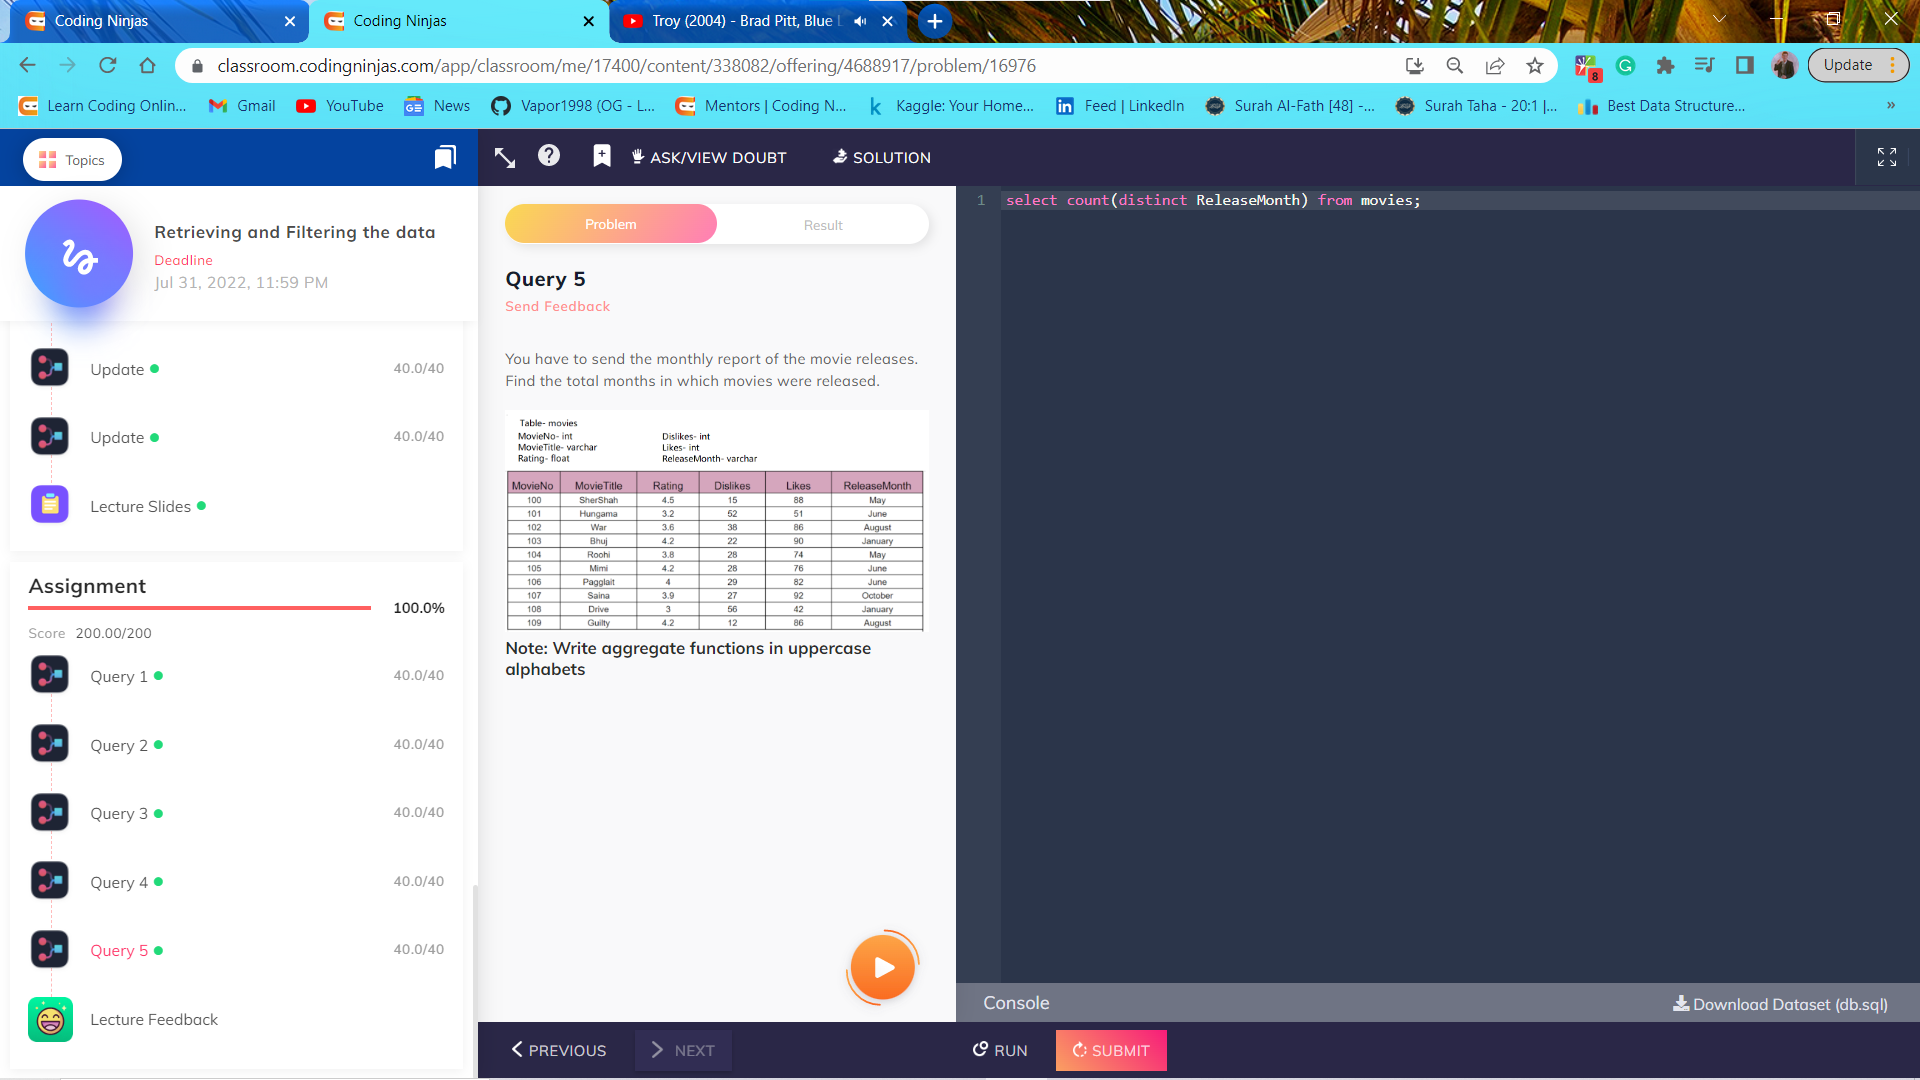 Coding Ninjas
Coding Ninjas
Troy (2004) - Brad Pitt, Blue
classroom.codingninjas.com/app/classroom/me/17400/content/338082/offering/4688917/problem/16976
8
Update
Learn Coding Onlin...
Gmail
YouTube
News
Vapor1998 (OG - L...
Mentors | Coding N...
Kaggle: Your Home...
Feed | LinkedIn
Surah Al-Fath [48] -...
Surah Taha - 20:1 |...
Best Data Structure...
»
Topics
ASK/VIEW DOUBT
SOLUTION
Retrieving and Filtering the data
Deadline
Jul 31, 2022, 11:59 PM
Update 40.0/40
Update 40.0/40
Lecture Slides
Assignment
100.0%
Score 200.00/200
Query 1 40.0/40
Query 2 40.0/40
Query 3 40.0/40
Query 4 40.0/40
Query 5 40.0/40
Lecture Feedback
Problem
Result
Query 5
Send Feedback
You have to send the monthly report of the movie releases.
Find the total months in which movies were released.
Table- movies
MovieNo- int Dislikes- int
MovieTitle- varchar Likes- int
Rating- float ReleaseMonth- varchar
MovieNo MovieTitle Rating Dislikes Likes ReleaseMonth
100 SherShah 4.5 15 88 May
101 Hungama 3.2 52 51 June
102 War 3.6 38 86 August
103 Bhuj 4.2 22 90 January
104 Roohi 3.8 28 74 May
105 Mimi 4.2 28 76 June
106 Pagglait 4 29 82 June
107 Saina 3.9 27 92 October
108 Drive 3 56 42 January
109 Guilty 4.2 12 86 August
Note: Write aggregate functions in uppercase
alphabets
1 select count(distinct ReleaseMonth) from movies;
Console
Download Dataset (db.sql)
PREVIOUS
NEXT
RUN
SUBMIT